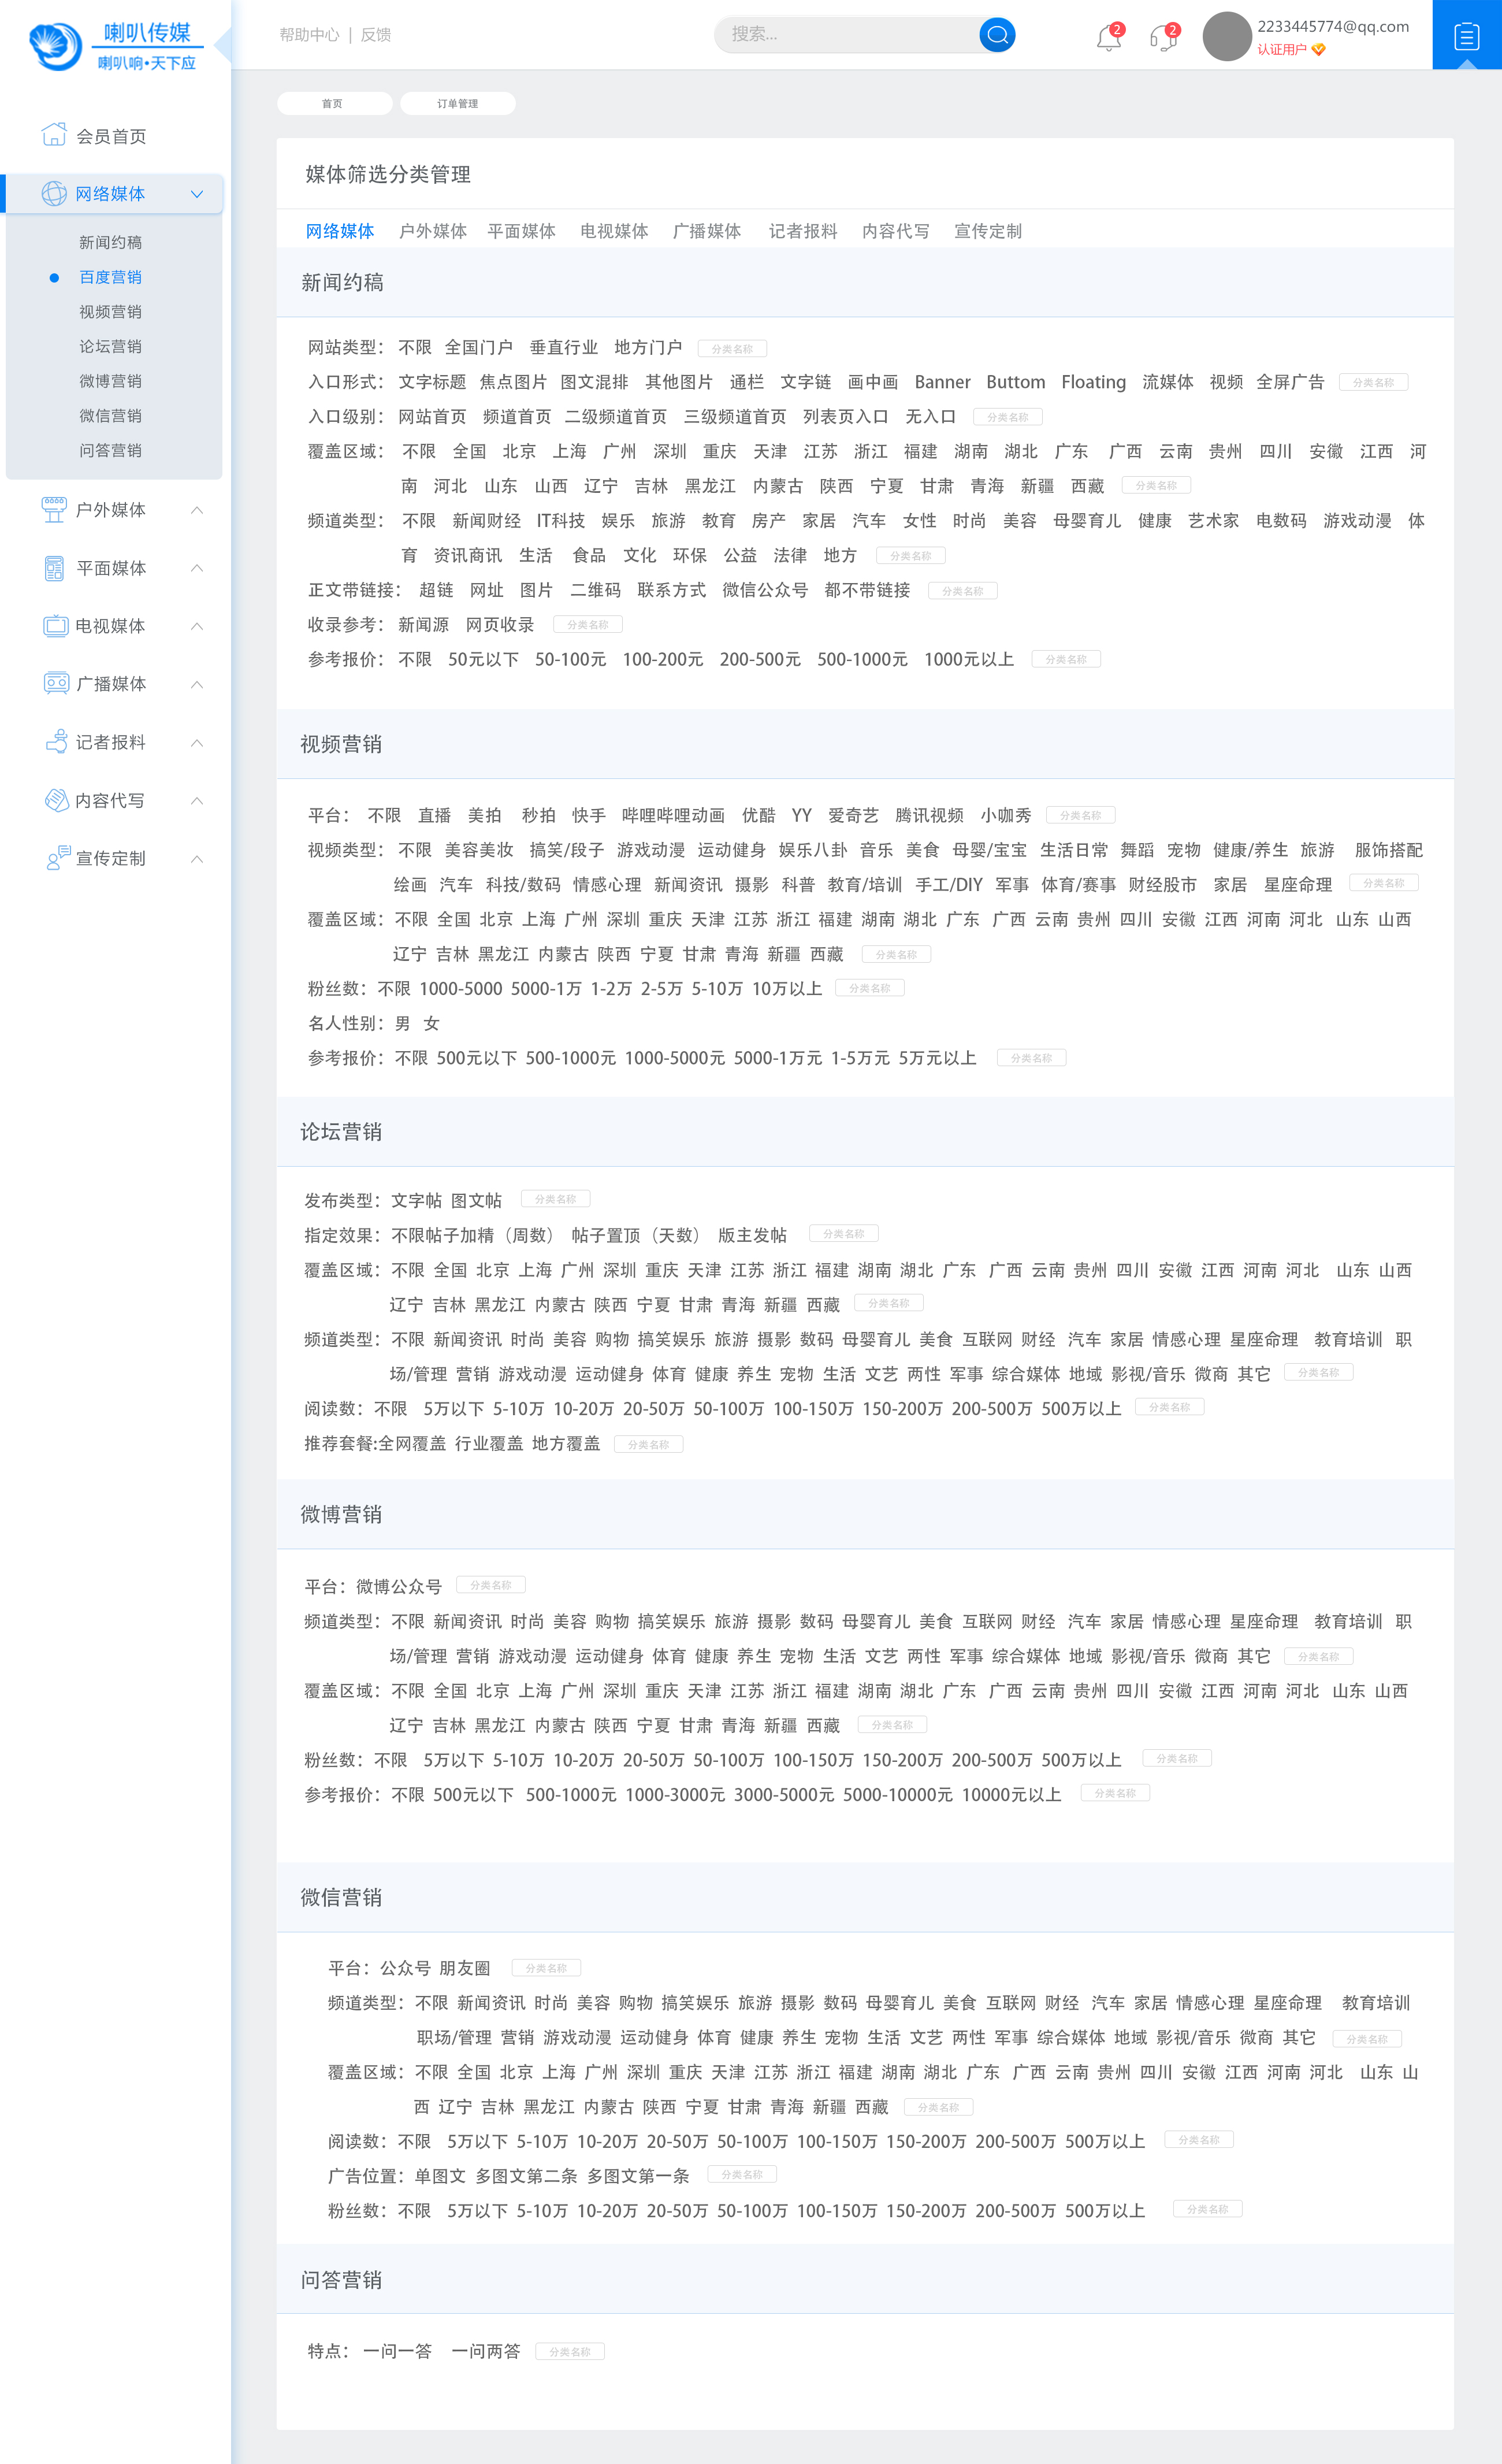 喇叭传媒
喇叭响•天下应
帮助中心 | 反馈
搜索...
2
2
2233445774@qq.com
认证用户
会员首页
网络媒体
新闻约稿
百度营销
视频营销
论坛营销
微博营销
微信营销
问答营销
户外媒体
平面媒体
电视媒体
广播媒体
记者报料
内容代写
宣传定制
首页 订单管理
媒体筛选分类管理
网络媒体 户外媒体 平面媒体 电视媒体 广播媒体 记者报料 内容代写 宣传定制
新闻约稿
网站类型： 不限 全国门户 垂直行业 地方门户 分类名称
入口形式： 文字标题 焦点图片 图文混排 其他图片 通栏 文字链 画中画 Banner Buttom Floating 流媒体 视频 全屏广告 分类名称
入口级别： 网站首页 频道首页 二级频道首页 三级频道首页 列表页入口 无入口 分类名称
覆盖区域： 不限 全国 北京 上海 广州 深圳 重庆 天津 江苏 浙江 福建 湖南 湖北 广东 广西 云南 贵州 四川 安徽 江西 河
南 河北 山东 山西 辽宁 吉林 黑龙江 内蒙古 陕西 宁夏 甘肃 青海 新疆 西藏 分类名称
频道类型： 不限 新闻财经 IT科技 娱乐 旅游 教育 房产 家居 汽车 女性 时尚 美容 母婴育儿 健康 艺术家 电数码 游戏动漫 体
育 资讯商讯 生活 食品 文化 环保 公益 法律 地方 分类名称
正文带链接： 超链 网址 图片 二维码 联系方式 微信公众号 都不带链接 分类名称
收录参考： 新闻源 网页收录 分类名称
参考报价： 不限 50元以下 50-100元 100-200元 200-500元 500-1000元 1000元以上 分类名称
视频营销
平台： 不限 直播 美拍 秒拍 快手 哔哩哔哩动画 优酷 YY 爱奇艺 腾讯视频 小咖秀 分类名称
视频类型： 不限 美容美妆 搞笑/段子 游戏动漫 运动健身 娱乐八卦 音乐 美食 母婴/宝宝 生活日常 舞蹈 宠物 健康/养生 旅游 服饰搭配
绘画 汽车 科技/数码 情感心理 新闻资讯 摄影 科普 教育/培训 手工/DIY 军事 体育/赛事 财经股市 家居 星座命理 分类名称
覆盖区域：不限 全国 北京 上海 广州 深圳 重庆 天津 江苏 浙江 福建 湖南 湖北 广东 广西 云南 贵州 四川 安徽 江西 河南 河北 山东 山西
辽宁 吉林 黑龙江 内蒙古 陕西 宁夏 甘肃 青海 新疆 西藏 分类名称
粉丝数：不限 1000-5000 5000-1万 1-2万 2-5万 5-10万 10万以上 分类名称
名人性别：男 女
参考报价：不限 500元以下 500-1000元 1000-5000元 5000-1万元 1-5万元 5万元以上 分类名称
论坛营销
发布类型：文字帖 图文帖 分类名称
指定效果：不限帖子加精（周数） 帖子置顶（天数） 版主发帖 分类名称
覆盖区域：不限 全国 北京 上海 广州 深圳 重庆 天津 江苏 浙江 福建 湖南 湖北 广东 广西 云南 贵州 四川 安徽 江西 河南 河北 山东 山西
辽宁 吉林 黑龙江 内蒙古 陕西 宁夏 甘肃 青海 新疆 西藏 分类名称
频道类型：不限 新闻资讯 时尚 美容 购物 搞笑娱乐 旅游 摄影 数码 母婴育儿 美食 互联网 财经 汽车 家居 情感心理 星座命理 教育培训 职
场/管理 营销 游戏动漫 运动健身 体育 健康 养生 宠物 生活 文艺 两性 军事 综合媒体 地域 影视/音乐 微商 其它 分类名称
阅读数：不限 5万以下 5-10万 10-20万 20-50万 50-100万 100-150万 150-200万 200-500万 500万以上 分类名称
推荐套餐:全网覆盖 行业覆盖 地方覆盖 分类名称
微博营销
平台：微博公众号 分类名称
频道类型：不限 新闻资讯 时尚 美容 购物 搞笑娱乐 旅游 摄影 数码 母婴育儿 美食 互联网 财经 汽车 家居 情感心理 星座命理 教育培训 职
场/管理 营销 游戏动漫 运动健身 体育 健康 养生 宠物 生活 文艺 两性 军事 综合媒体 地域 影视/音乐 微商 其它 分类名称
覆盖区域：不限 全国 北京 上海 广州 深圳 重庆 天津 江苏 浙江 福建 湖南 湖北 广东 广西 云南 贵州 四川 安徽 江西 河南 河北 山东 山西
辽宁 吉林 黑龙江 内蒙古 陕西 宁夏 甘肃 青海 新疆 西藏 分类名称
粉丝数：不限 5万以下 5-10万 10-20万 20-50万 50-100万 100-150万 150-200万 200-500万 500万以上 分类名称
参考报价：不限 500元以下 500-1000元 1000-3000元 3000-5000元 5000-10000元 10000元以上 分类名称
微信营销
平台：公众号 朋友圈 分类名称
频道类型：不限 新闻资讯 时尚 美容 购物 搞笑娱乐 旅游 摄影 数码 母婴育儿 美食 互联网 财经 汽车 家居 情感心理 星座命理 教育培训
职场/管理 营销 游戏动漫 运动健身 体育 健康 养生 宠物 生活 文艺 两性 军事 综合媒体 地域 影视/音乐 微商 其它 分类名称
覆盖区域：不限 全国 北京 上海 广州 深圳 重庆 天津 江苏 浙江 福建 湖南 湖北 广东 广西 云南 贵州 四川 安徽 江西 河南 河北 山东 山
西 辽宁 吉林 黑龙江 内蒙古 陕西 宁夏 甘肃 青海 新疆 西藏 分类名称
阅读数：不限 5万以下 5-10万 10-20万 20-50万 50-100万 100-150万 150-200万 200-500万 500万以上 分类名称
广告位置：单图文 多图文第二条 多图文第一条 分类名称
粉丝数：不限 5万以下 5-10万 10-20万 20-50万 50-100万 100-150万 150-200万 200-500万 500万以上 分类名称
问答营销
特点： 一问一答 一问两答 分类名称